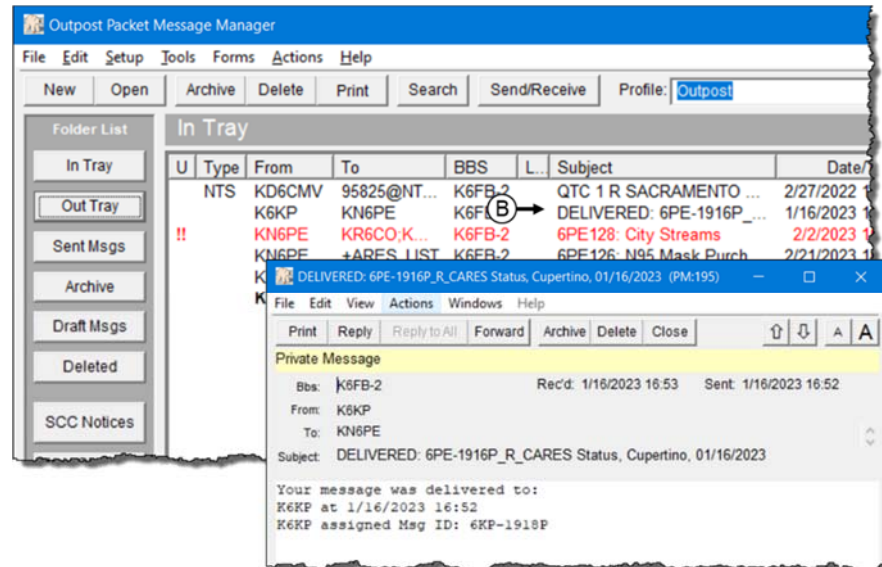 Outpost Packet Message Manager
File Edit Setup Tools Forms Actions Help
New Open Archive Delete Print Search Send/Receive Profile: Outpost
Folder List In Tray
In Tray
Out Tray
Sent Msgs
Archive
Draft Msgs
Deleted
SCC Notices
U Type From To BBS L... Subject Date/
NTS KD6CMV 95825@NT... K6FB-2 QTC 1 R SACRAMENTO ... 2/27/2022 1
K6KP KN6PE K6F B DELIVERED: 6PE-1916P_... 1/16/2023 1
!! KN6PE KR6CO;K... K6FB-2 6PE128: City Streams 2/2/2023 1
KN6PE +ARES_LIST K6FB-2 6PE126: N95 Mask Purch 2/21/2023 1
K
K
DELIVERED: 6PE-1916P_R_CARES Status, Cupertino, 01/16/2023 (PM:195)
File Edit View Actions Windows Help
Print Reply Reply to All Forward Archive Delete Close A A
Private Message
Bbs: K6FB-2 Rec'd: 1/16/2023 16:53 Sent: 1/16/2023 16:52
From: K6KP
To: KN6PE
Subject: DELIVERED: 6PE-1916P_R_CARES Status, Cupertino, 01/16/2023
Your message was delivered to:
K6KP at 1/16/2023 16:52
K6KP assigned Msg ID: 6KP-1918P